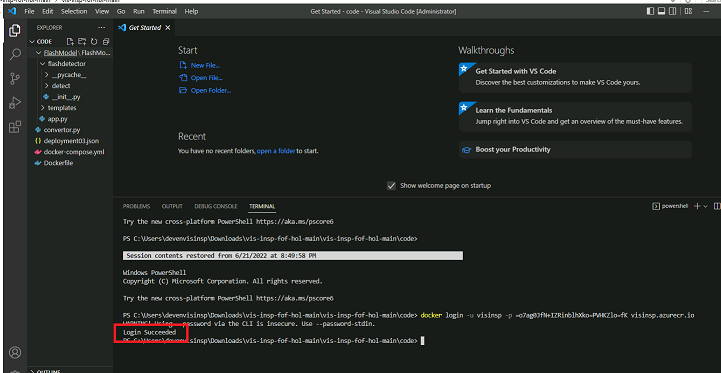 vis-insp-fof-hol-main > vis-insp-fof-hol-main
File Edit Selection View Go Run Terminal Help
Get Started - code - Visual Studio Code [Administrator]
EXPLORER
Get Started
CODE
FlashModel \ FlashMo...
flashdetector
__pycache__
detect
__init__.py
templates
app.py
convertor.py
deployment03.json
docker-compose.yml
Dockerfile
OUTLINE
Start
New File...
Open File...
Open Folder...
Recent
You have no recent folders, open a folder to start.
Walkthroughs
Get Started with VS Code
Discover the best customizations to make VS Code yours.
Learn the Fundamentals
Jump right into VS Code and get an overview of the must-have features.
Boost your Productivity
Show welcome page on startup
PROBLEMS OUTPUT DEBUG CONSOLE TERMINAL
powershell
Try the new cross-platform PowerShell https://aka.ms/pscore6
PS C:\Users\devenvisinsp\Downloads\vis-insp-fof-hol-main\vis-insp-fof-hol-main\code>
Session contents restored from 6/21/2022 at 8:49:58 PM
Windows PowerShell
Copyright (C) Microsoft Corporation. All rights reserved.
Try the new cross-platform PowerShell https://aka.ms/pscore6
PS C:\Users\devenvisinsp\Downloads\vis-insp-fof-hol-main\vis-insp-fof-hol-main\code> docker login -u visinsp -p visinsp.azurecr.io
WARNING! Using --password via the CLI is insecure. Use --password-stdin.
Login Succeeded
PS C:\Users\devenvisinsp\Downloads\vis-insp-fof-hol-main\vis-insp-fof-hol-main\code>